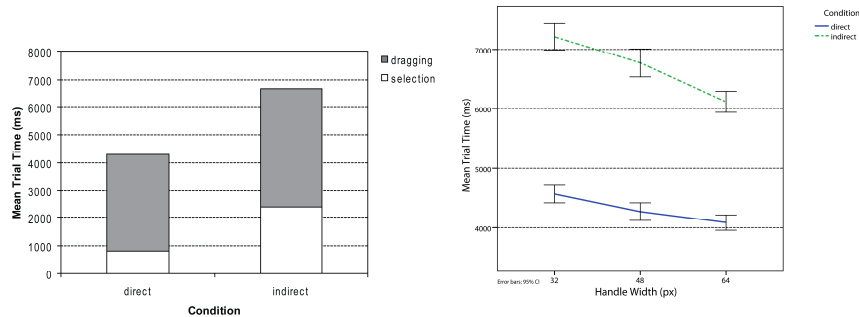 8000
7000
6000
5000
4000
3000
2000
1000
0
Mean Trial Time (ms)
direct
indirect
Condition
dragging
selection
Condition
direct
indirect
7000
6000
5000
4000
Mean Trial Time (ms)
32
48
64
Error bars: 95% CI
Handle Width (px)